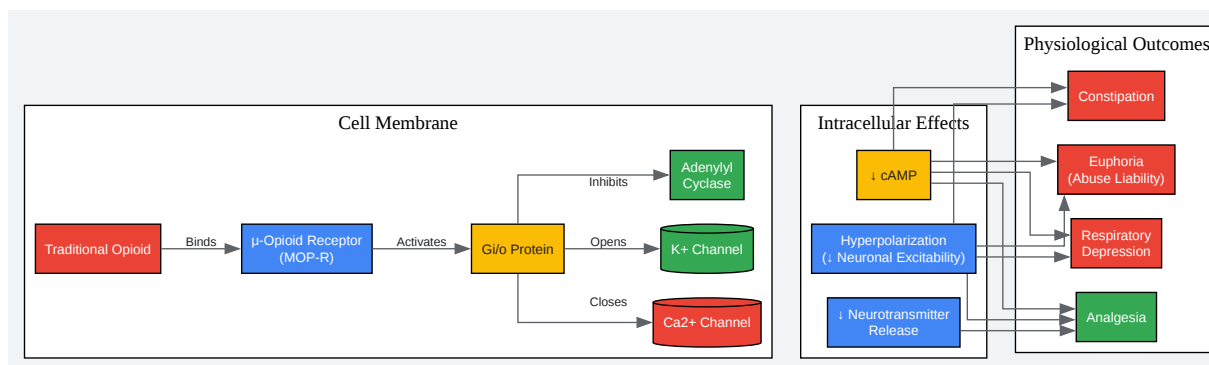 Physiological Outcomes
Cell Membrane
Intracellular Effects
Traditional Opioid
Binds
μ-Opioid Receptor
(MOP-R)
Activates
Gi/o Protein
Inhibits
Adenylyl
Cyclase
Opens
K+ Channel
Closes
Ca2+ Channel
↓ cAMP
Hyperpolarization
(↓ Neuronal Excitability)
↓ Neurotransmitter
Release
Constipation
Euphoria
(Abuse Liability)
Respiratory
Depression
Analgesia